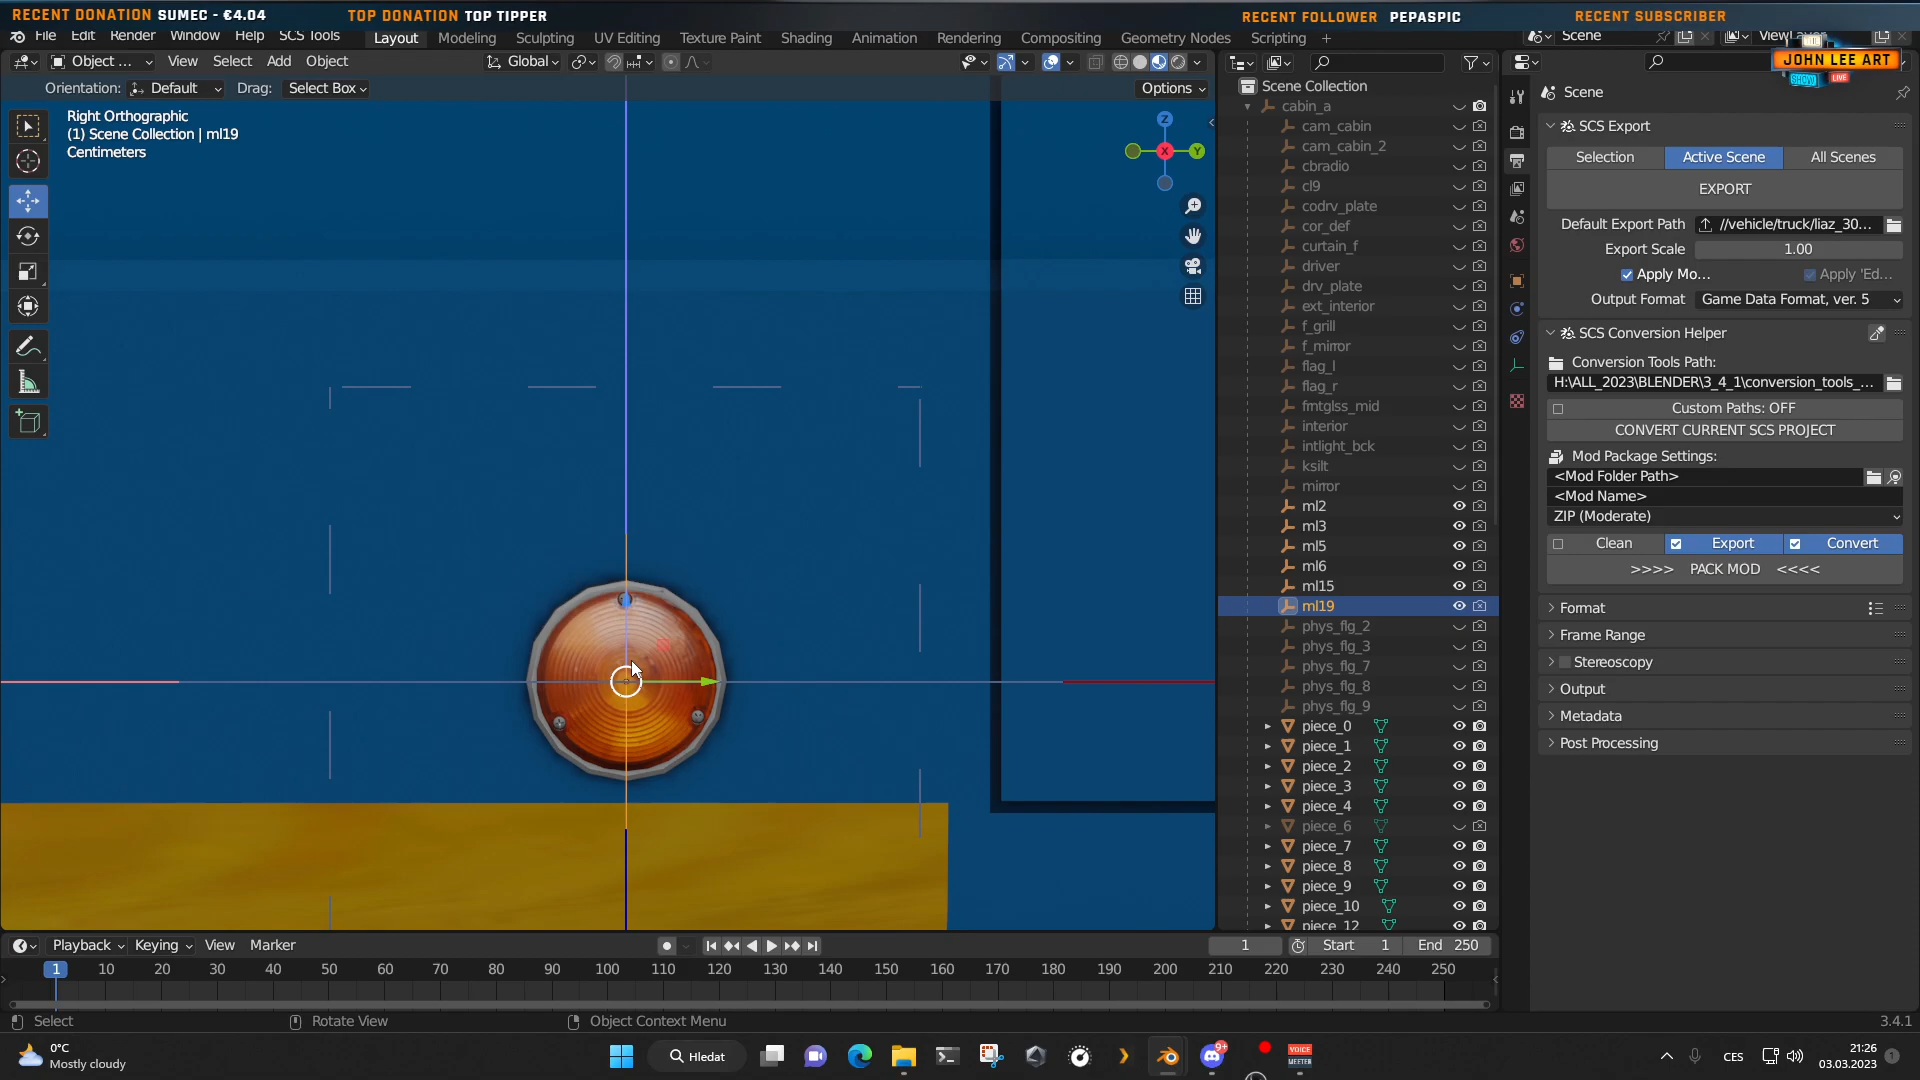 RECENT DONATION SUMEC - €4.04
TOP DONATION TOP TIPPER
RECENT FOLLOWER PEPASPIC
RECENT SUBSCRIBER
File Edit Render Window Help SCS Tools
Layout Modeling Sculpting UV Editing Texture Paint Shading Animation Rendering Compositing Geometry Nodes Scripting +
Scene
ViewLayer
JOHN LEE ART
SHOW LIVE
Object ... View Select Add Object
Global
Orientation: Default Drag: Select Box
Options
Right Orthographic
(1) Scene Collection | ml19
Centimeters
Z
Y
X
Scene Collection
cabin_a
cam_cabin
cam_cabin_2
cbradio
cl9
codrv_plate
cor_def
curtain_f
driver
drv_plate
ext_interior
f_grill
f_mirror
flag_l
flag_r
frntglss_mid
interior
intlight_bck
ksilt
mirror
ml2
ml3
ml5
ml6
ml15
ml19
phys_flg_2
phys_flg_3
phys_flg_7
phys_flg_8
phys_flg_9
piece_0
piece_1
piece_2
piece_3
piece_4
piece_6
piece_7
piece_8
piece_9
piece_10
piece_12
Scene
SCS Export
Selection Active Scene All Scenes
EXPORT
Default Export Path //vehicle/truck/liaz_30...
Export Scale 1.00
Apply Mo... Apply 'Ed...
Output Format Game Data Format, ver. 5
SCS Conversion Helper
Conversion Tools Path:
H:\ALL_2023\BLENDER\3_4_1\conversion_tools_...
Custom Paths: OFF
CONVERT CURRENT SCS PROJECT
Mod Package Settings:
<Mod Folder Path>
<Mod Name>
ZIP (Moderate)
Clean Export Convert
>>>> PACK MOD <<<<
Format
Frame Range
Stereoscopy
Output
Metadata
Post Processing
Playback Keying View Marker
1 Start 1 End 250
1 10 20 30 40 50 60 70 80 90 100 110 120 130 140 150 160 170 180 190 200 210 220 230 240 250
Select Rotate View Object Context Menu
3.4.1
0°C
Mostly cloudy
Hledat
9+
VOICE
MEETER
CES
21:26
03.03.2023
1